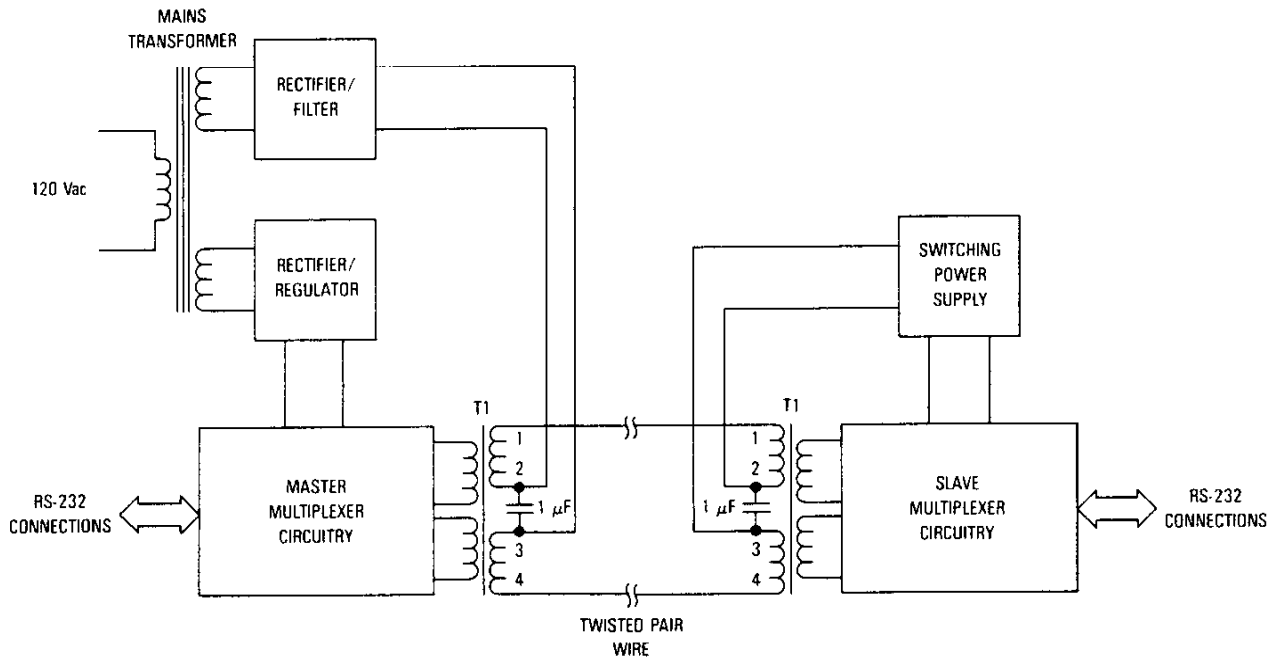 MAINS
TRANSFORMER
RECTIFIER/
FILTER
120 Vac
RECTIFIER/
REGULATOR
SWITCHING
POWER
SUPPLY
T1
1
2
1 µF
3
4
T1
1
2
1 µF
3
4
MASTER
MULTIPLEXER
CIRCUITRY
SLAVE
MULTIPLEXER
CIRCUITRY
RS-232
CONNECTIONS
RS-232
CONNECTIONS
TWISTED PAIR
WIRE